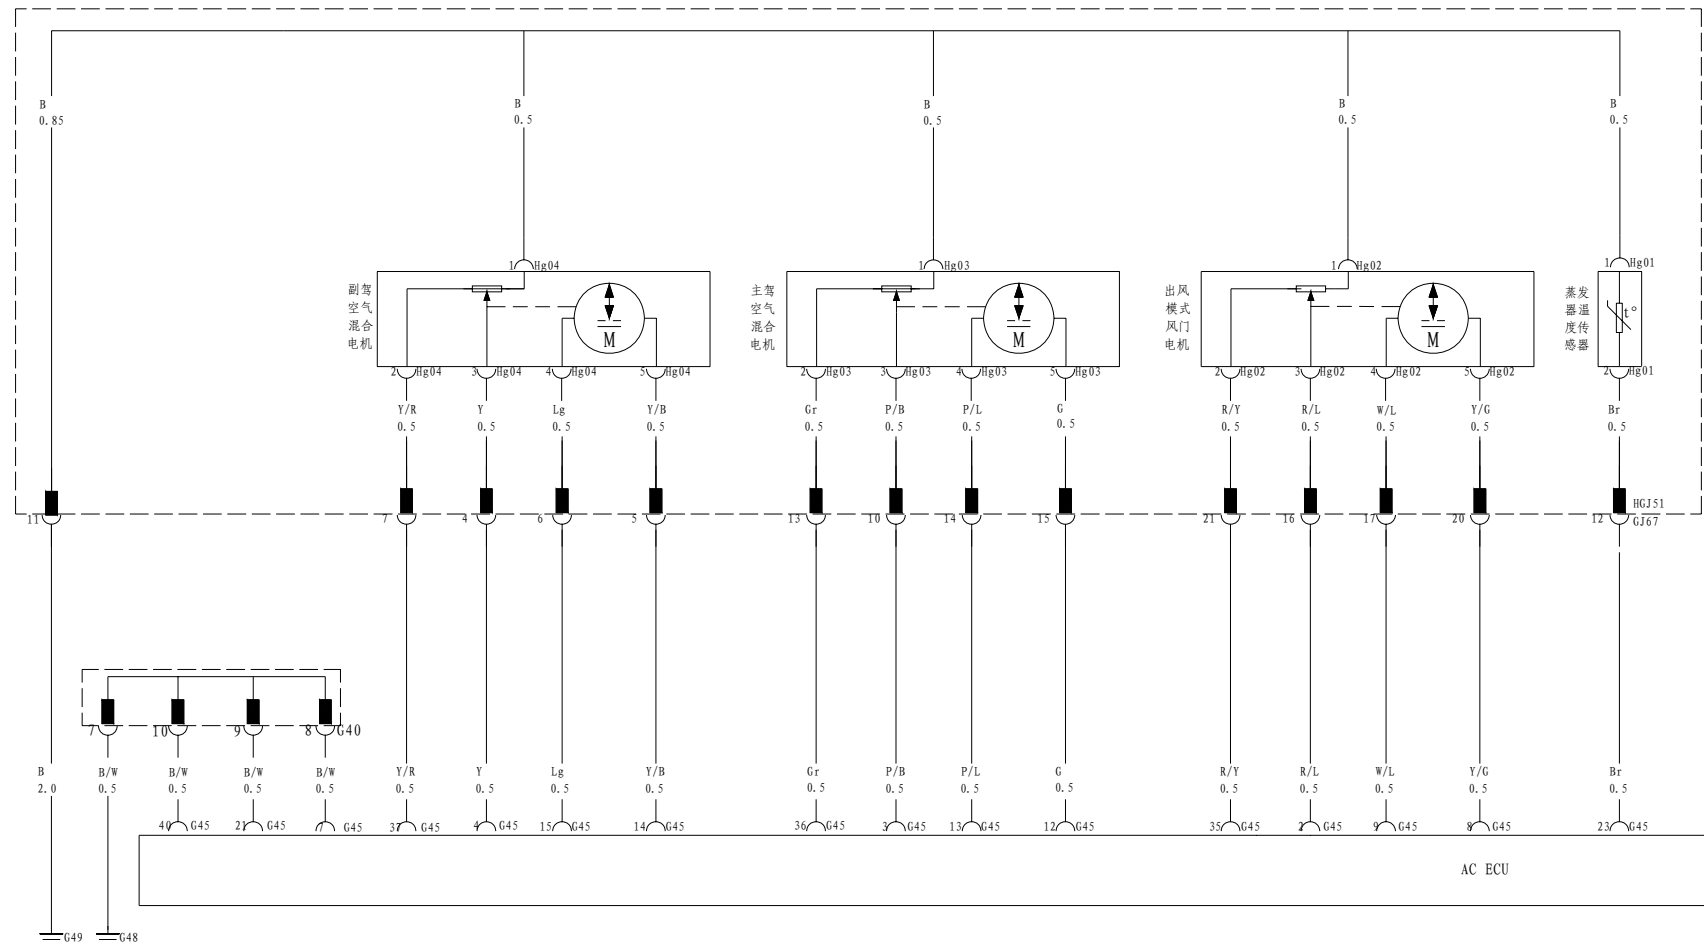 B B B B B
0.85 0.5 0.5 0.5 0.5
1 Hg04 1 Hg03 1 Hg02 1 Hg01
副驾
空气
混合
电机
M
主驾
空气
混合
电机
M
出风
模式
风门
电机
M
蒸发
器温
度传
感器
t°
2 Hg04 3 Hg04 4 Hg04 5 Hg04 2 Hg03 3 Hg03 4 Hg03 5 Hg03 2 Hg02 3 Hg02 4 Hg02 5 Hg02 2 Hg01
Y/R Y Lg Y/B Gr P/B P/L G R/Y R/L W/L Y/G Br
0.5 0.5 0.5 0.5 0.5 0.5 0.5 0.5 0.5 0.5 0.5 0.5 0.5
HGJ51
11 7 4 6 5 13 10 14 15 21 16 17 20 12 GJ67
7 10 9 8 G40
B B/W B/W B/W B/W Y/R Y Lg Y/B Gr P/B P/L G R/Y R/L W/L Y/G Br
2.0 0.5 0.5 0.5 0.5 0.5 0.5 0.5 0.5 0.5 0.5 0.5 0.5 0.5 0.5 0.5 0.5 0.5
40 G45 21 G45 7 G45 37 G45 4 G45 15 G45 14 G45 36 G45 3 G45 13 G45 12 G45 35 G45 2 G45 9 G45 8 G45 23 G45
AC ECU
G49 G48